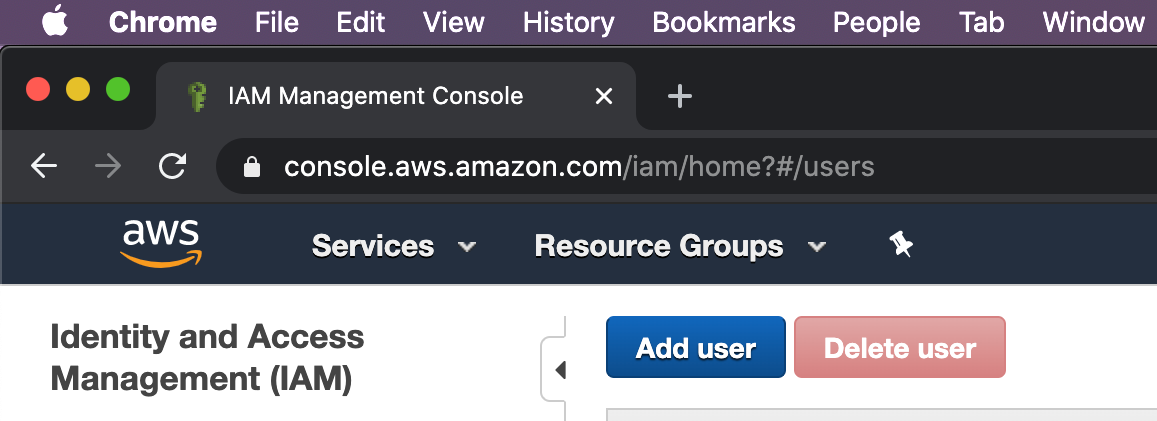 Chrome File Edit View History Bookmarks People Tab Window
IAM Management Console
console.aws.amazon.com/iam/home?#/users
aws Services Resource Groups
Identity and Access
Management (IAM)
Add user Delete user